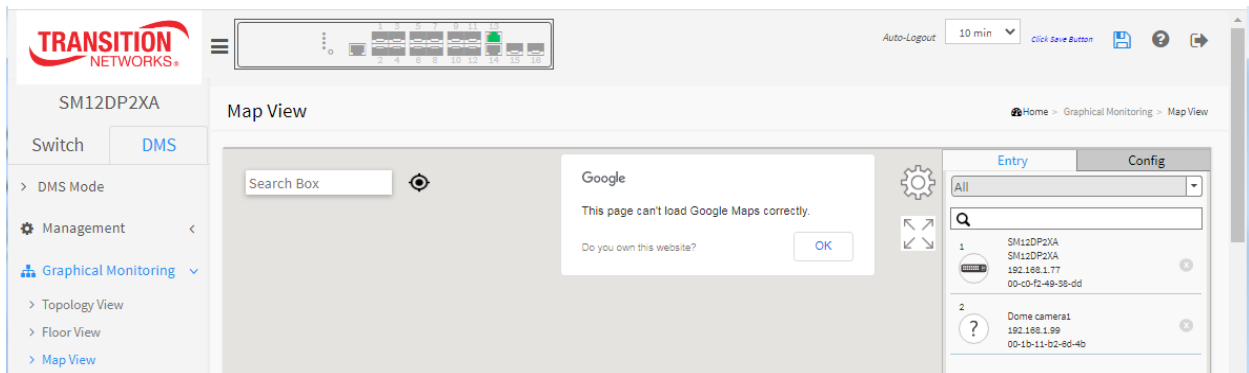 TRANSITION
NETWORKS®
1 3 5 7 9 11 13
2 4 6 8 10 12 14 15 16
Auto-Logout
10 min
Click Save Button
SM12DP2XA
Map View
Home > Graphical Monitoring > Map View
Switch
DMS
> DMS Mode
Management
Graphical Monitoring
> Topology View
> Floor View
> Map View
Search Box
Google
This page can't load Google Maps correctly.
Do you own this website?
OK
Entry
Config
All
1
SM12DP2XA
SM12DP2XA
192.168.1.77
00-c0-f2-49-38-dd
2
?
Dome camera1
192.168.1.99
00-1b-11-b2-6d-4b